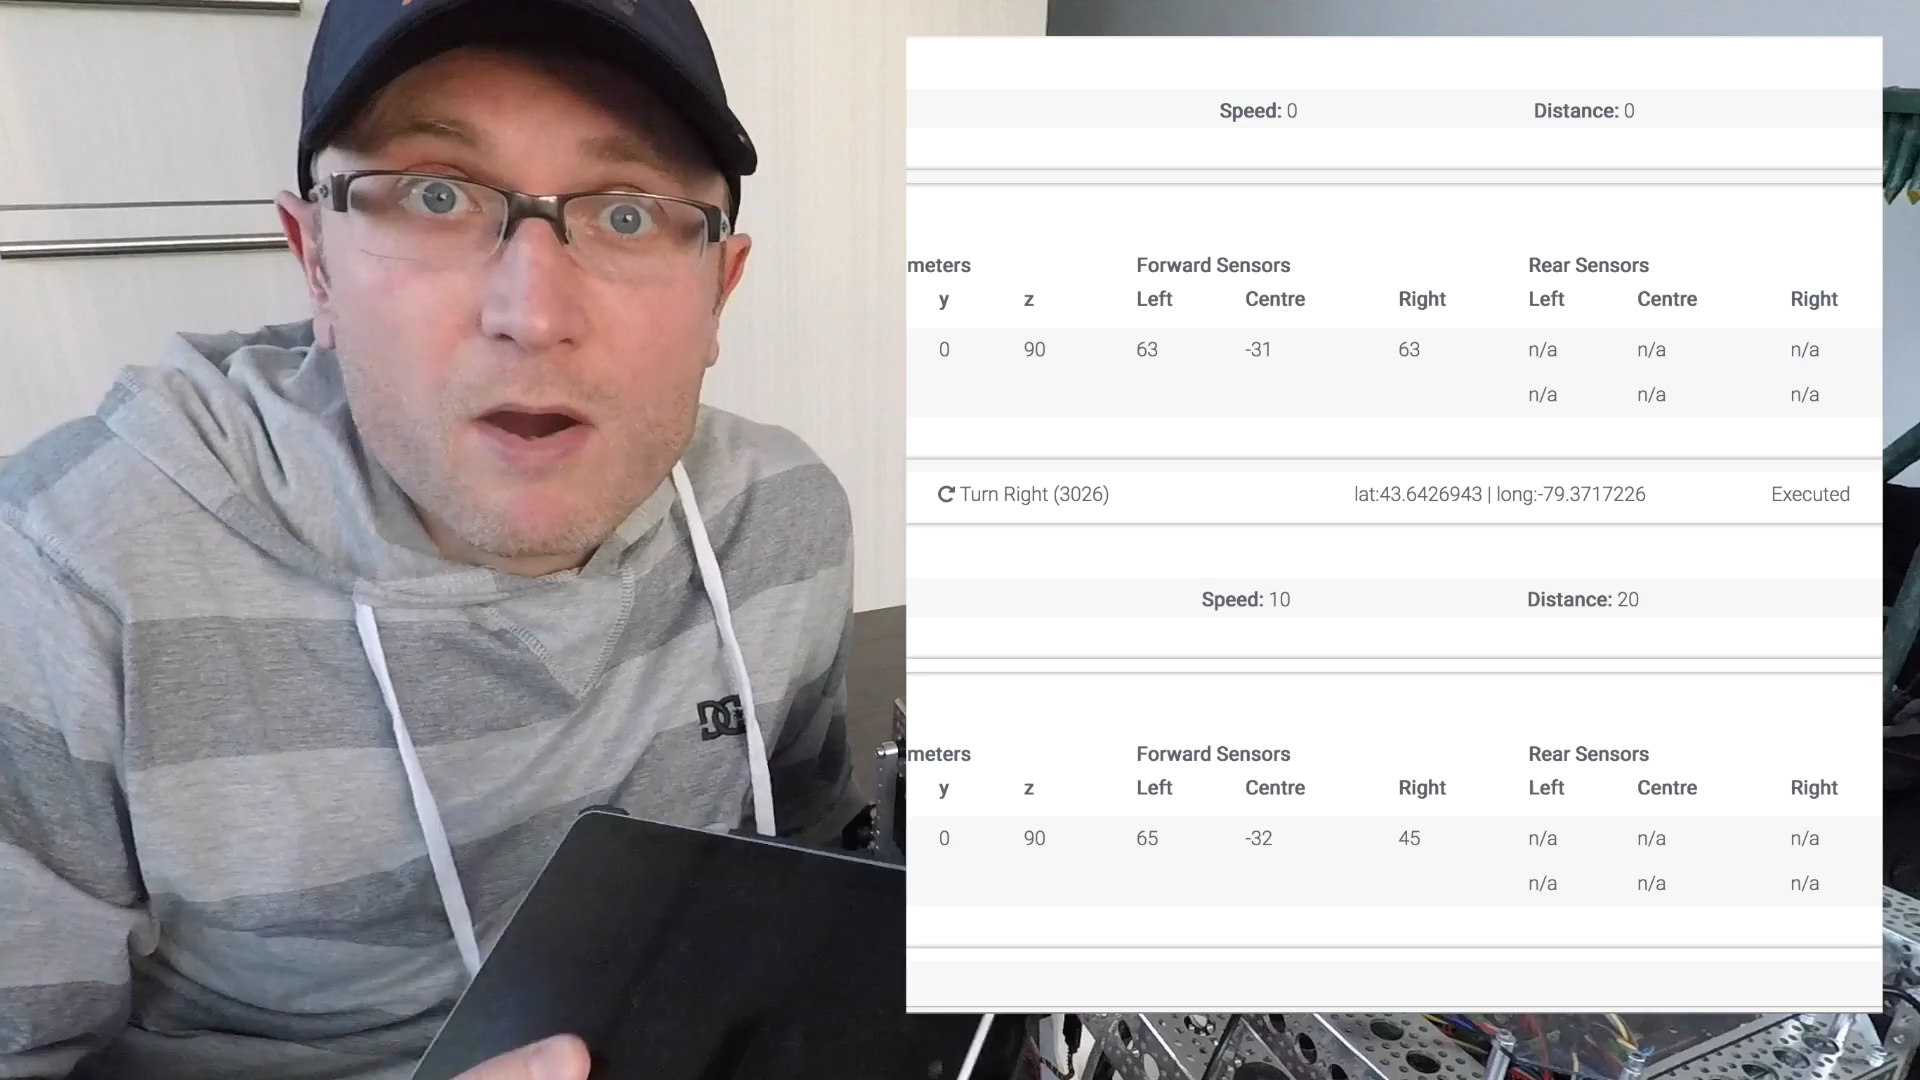 Speed: 0 Distance: 0
meters Forward Sensors Rear Sensors
y z Left Centre Right Left Centre Right
0 90 63 -31 63 n/a n/a n/a
n/a n/a n/a
Turn Right (3026) lat:43.6426943 | long:-79.3717226 Executed
Speed: 10 Distance: 20
meters Forward Sensors Rear Sensors
y z Left Centre Right Left Centre Right
0 90 65 -32 45 n/a n/a n/a
n/a n/a n/a
DC